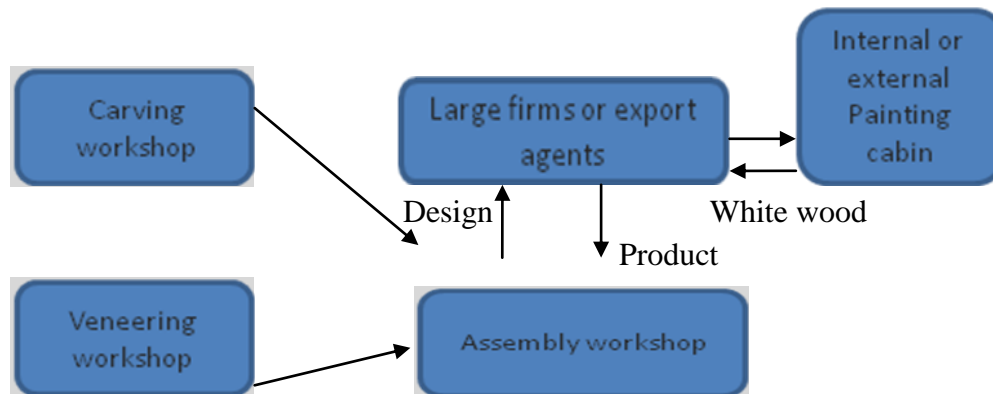 Carving
workshop
Large firms or export
agents
Internal or
external
Painting
cabin
Design
White wood
Product
Veneering
workshop
Assembly workshop